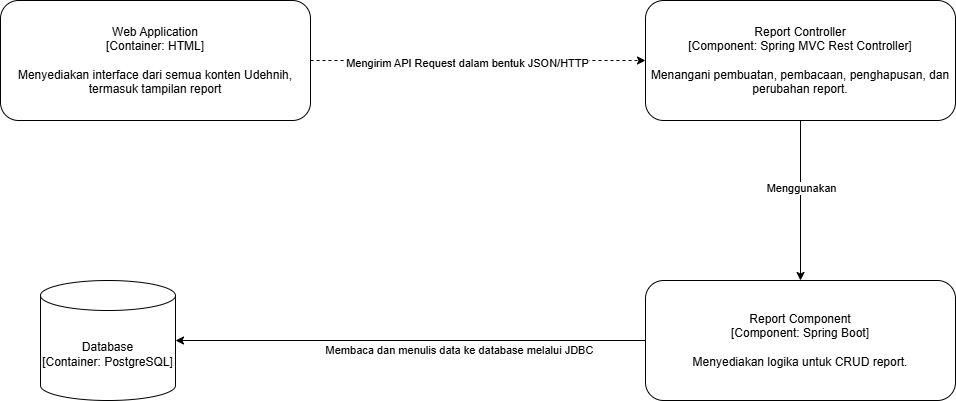 Web Application
[Container: HTML]
Menyediakan interface dari semua konten Udehnih,
termasuk tampilan report
Mengirim API Request dalam bentuk JSON/HTTP
Report Controller
[Component: Spring MVC Rest Controller]
Menangani pembuatan, pembacaan, penghapusan, dan
perubahan report.
Menggunakan
Report Component
[Component: Spring Boot]
Menyediakan logika untuk CRUD report.
Membaca dan menulis data ke database melalui JDBC
Database
[Container: PostgreSQL]